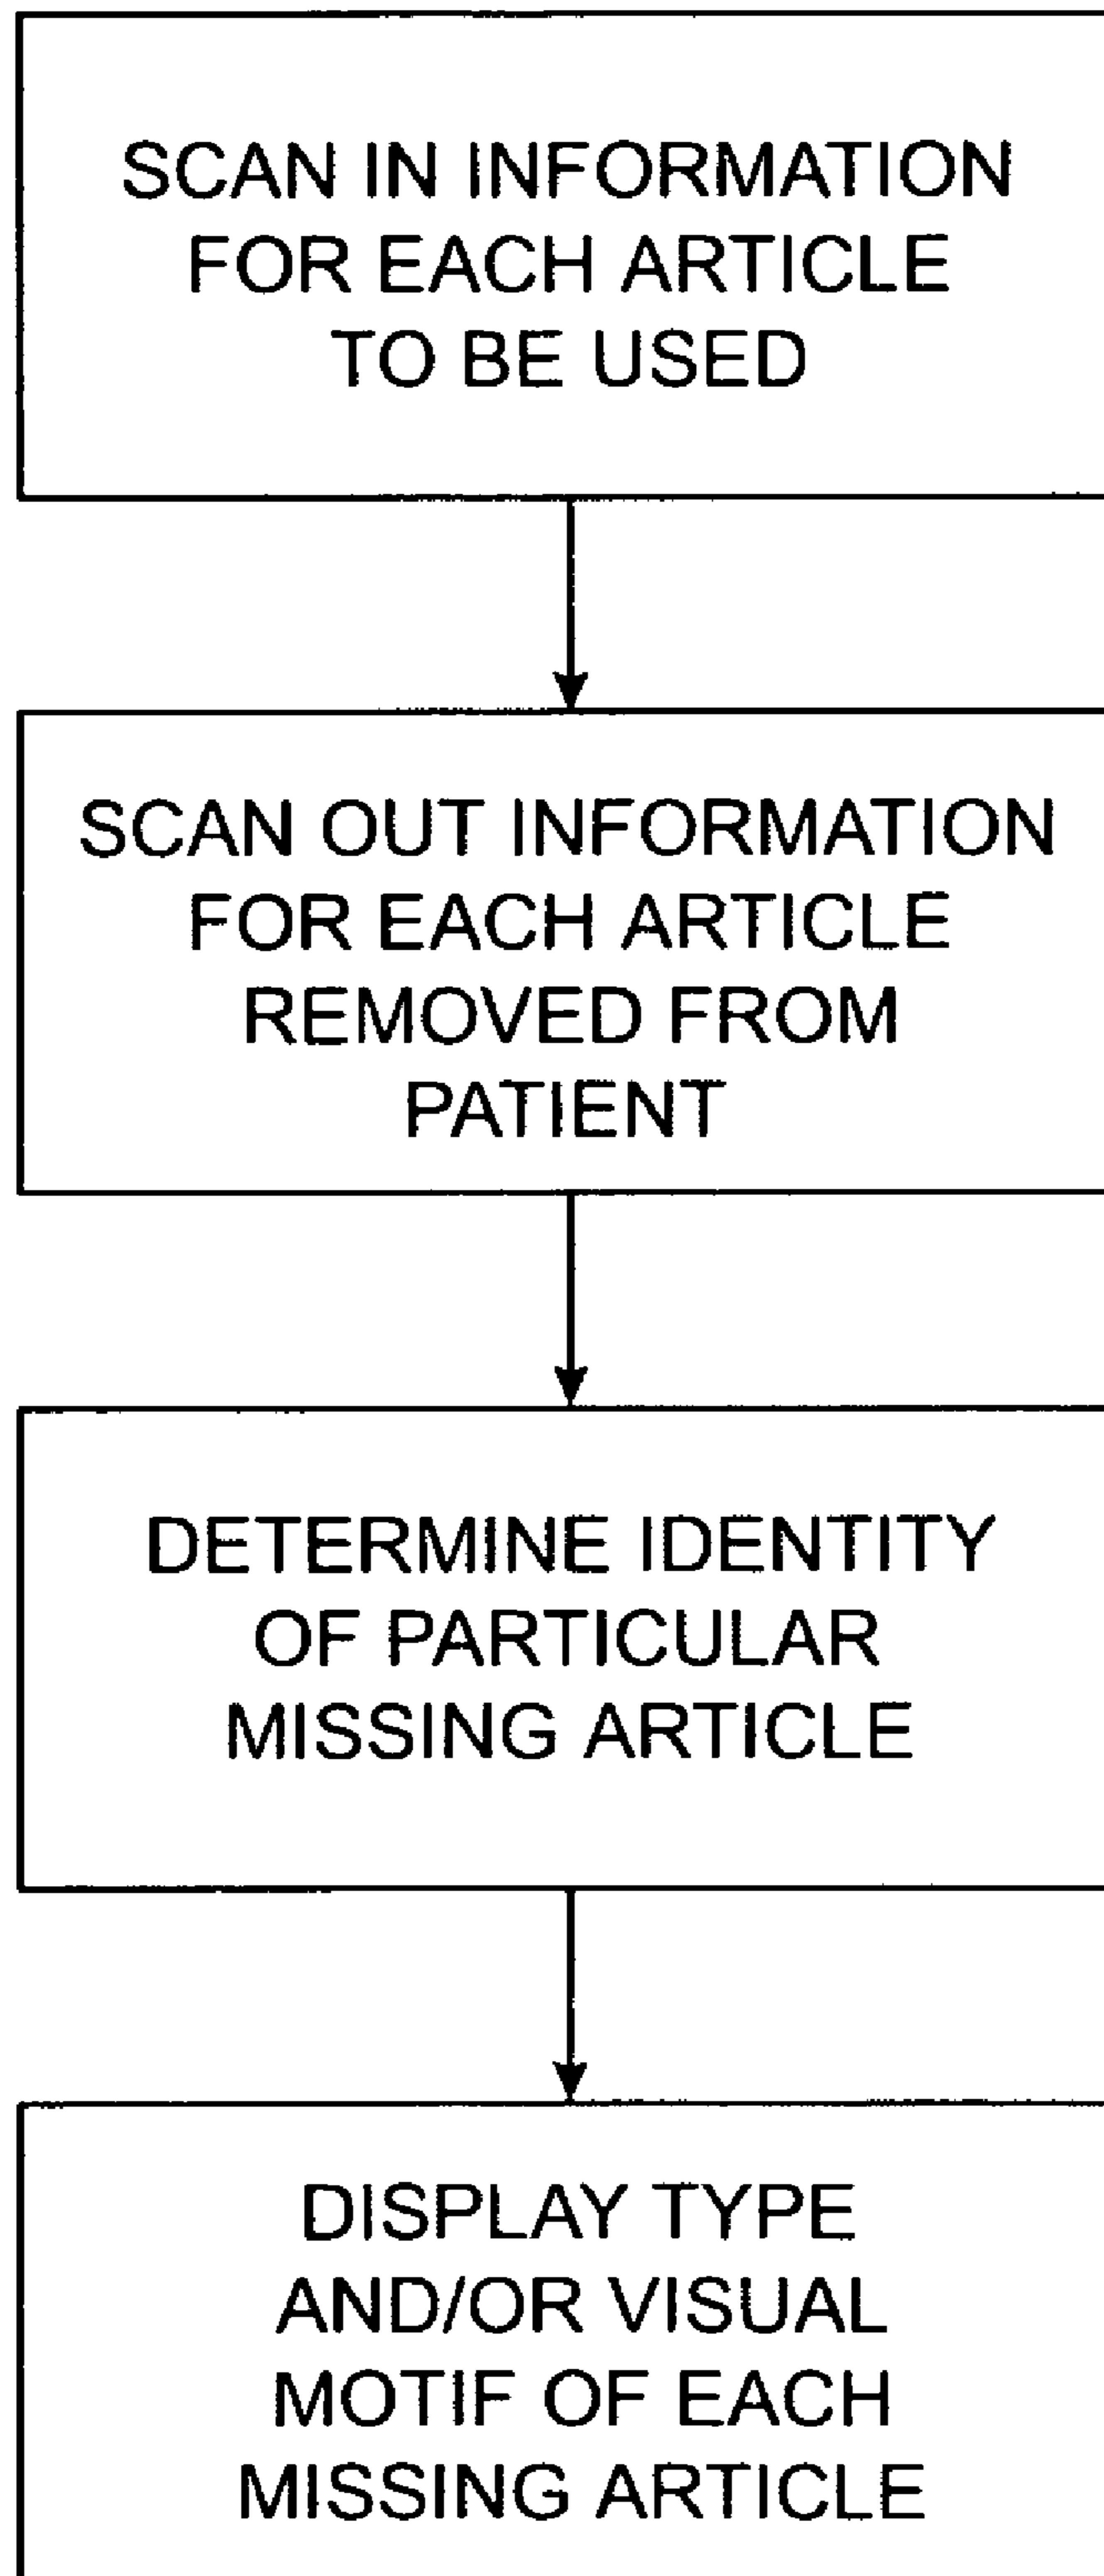 SCAN IN INFORMATION
FOR EACH ARTICLE
TO BE USED
SCAN OUT INFORMATION
FOR EACH ARTICLE
REMOVED FROM
PATIENT
DETERMINE IDENTITY
OF PARTICULAR
MISSING ARTICLE
DISPLAY TYPE
AND/OR VISUAL
MOTIF OF EACH
MISSING ARTICLE